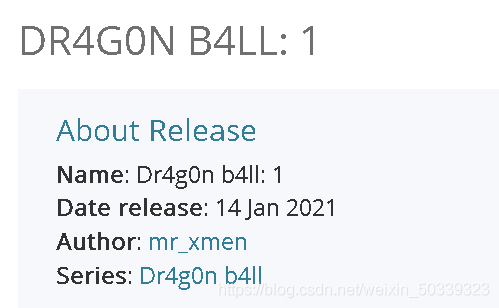 DR4G0N B4LL: 1
About Release
Name: Dr4g0n b4ll: 1
Date release: 14 Jan 2021
Author: mr_xmen
Series: Dr4g0n b4ll
https://blog.csdn.net/weixin_50339323